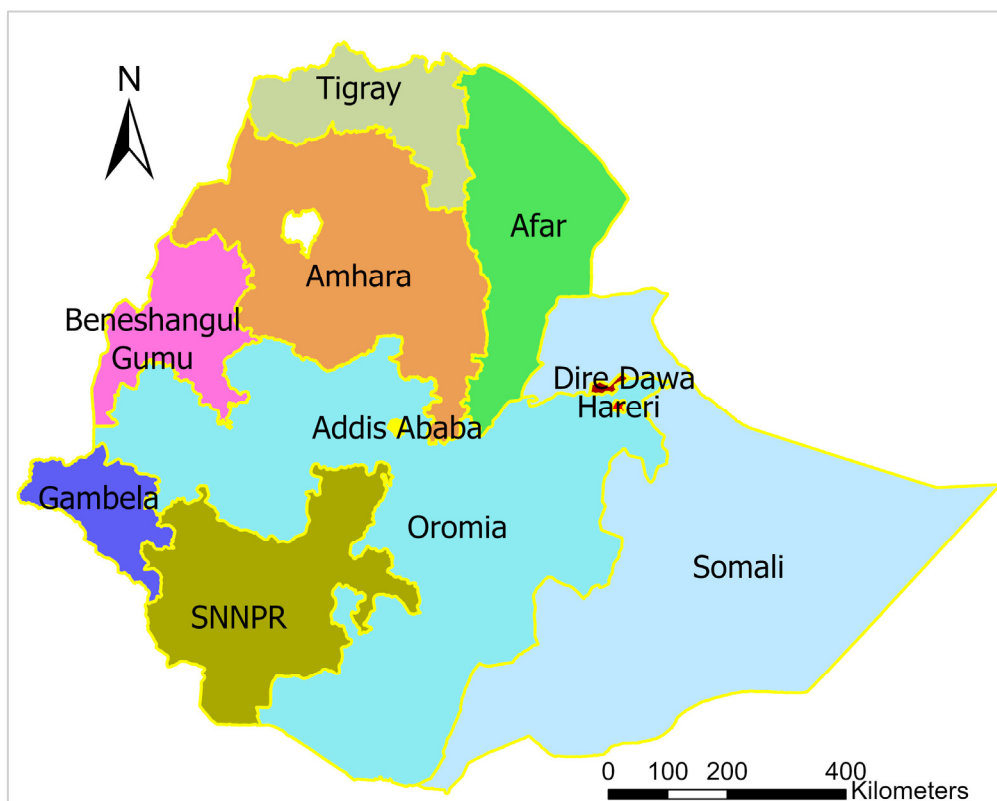 N
Tigray
Afar
Amhara
Beneshangul
Gumu
Dire Dawa
Hareri
Addis Ababa
Gambela
Oromia
Somali
SNNPR
0 100 200 400
Kilometers